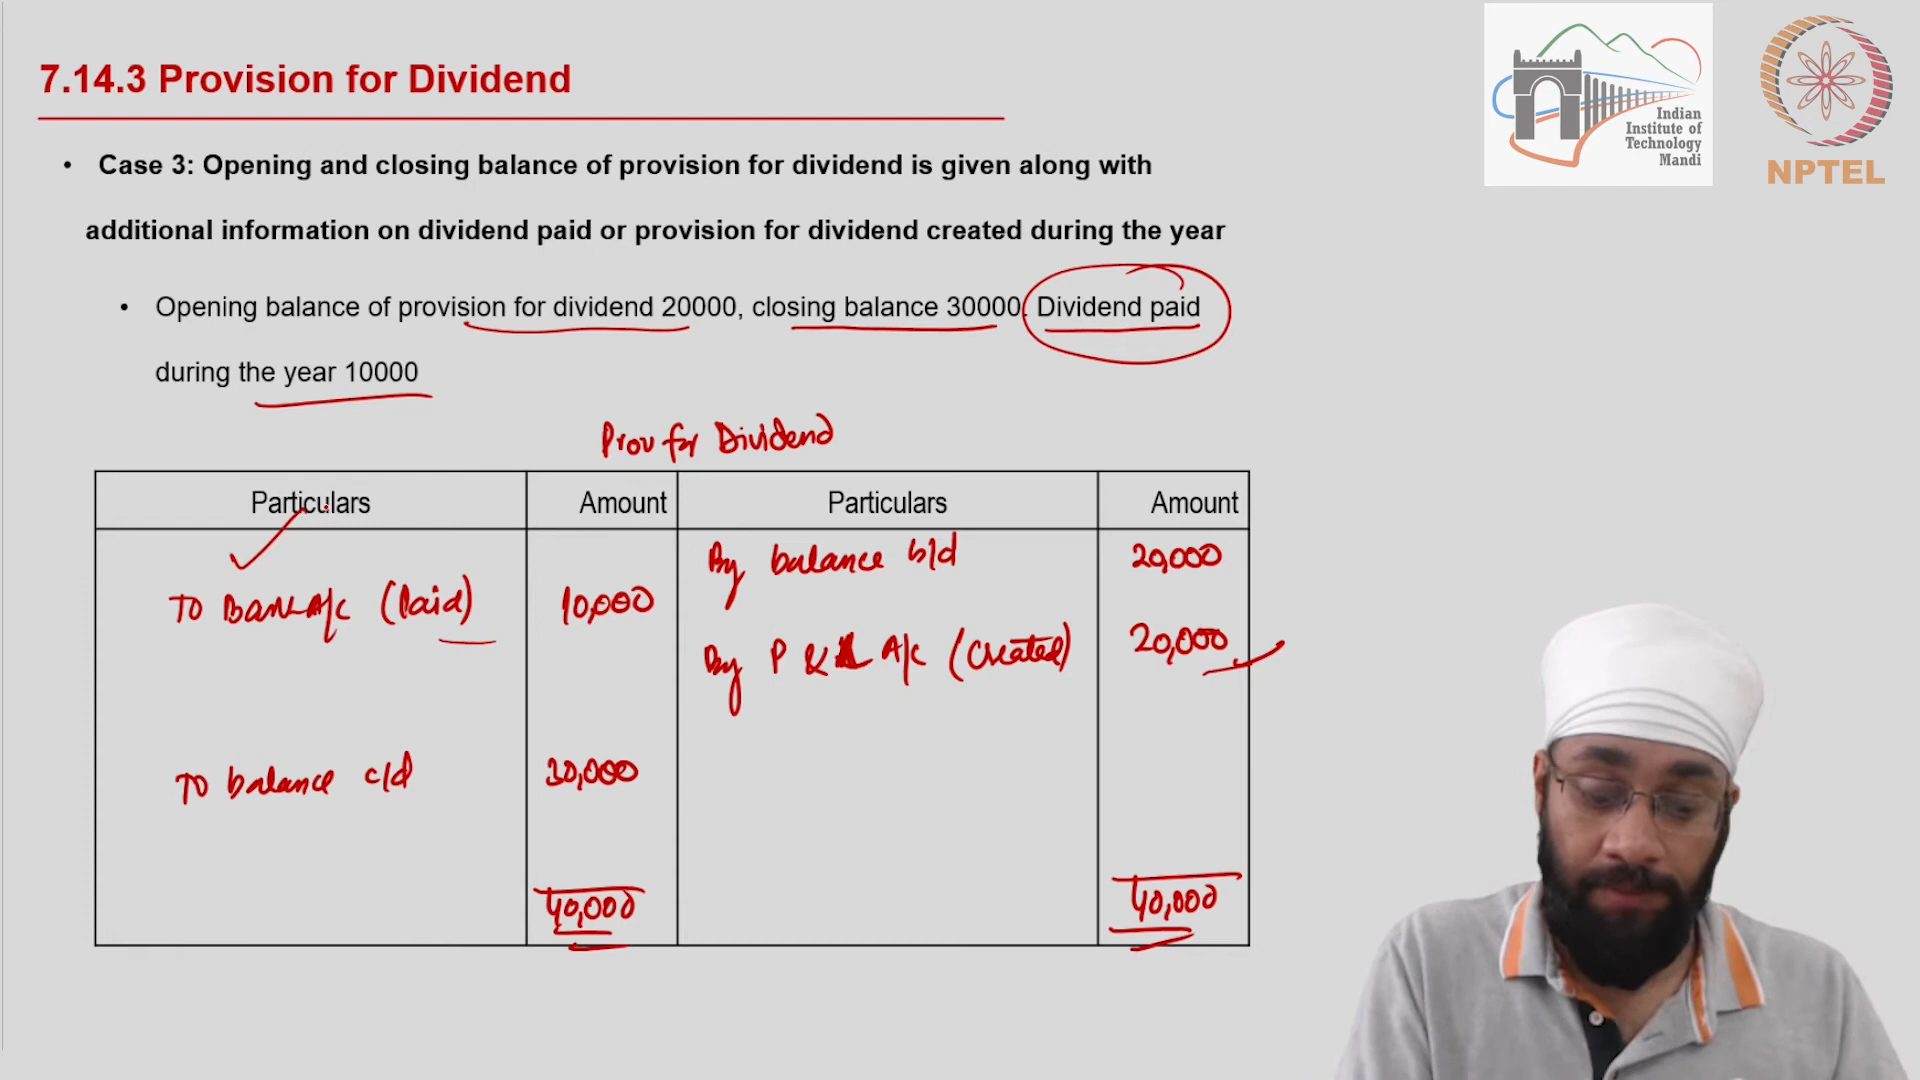 7.14.3 Provision for Dividend
Indian
Institute of
Technology
Mandi
NPTEL
• Case 3: Opening and closing balance of provision for dividend is given along with
additional information on dividend paid or provision for dividend created during the year
• Opening balance of provision for dividend 20000, closing balance 30000. Dividend paid
during the year 10000
Prov for Dividend
Particulars Amount Particulars Amount
By balance b/d 20,000
To Bank A/c (Paid) 10,000
By P & L A/c (Created) 20,000
To balance c/d 30,000
40,000 40,000